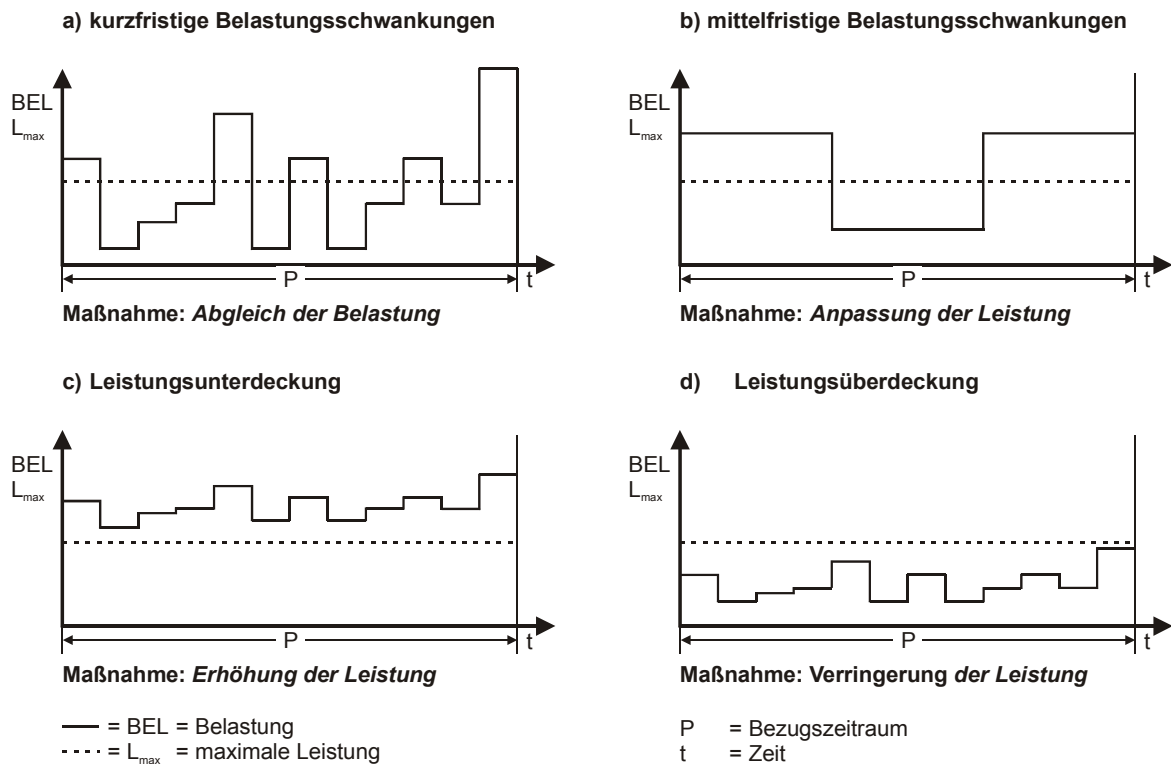 a) kurzfristige Belastungsschwankungen
BEL
Lmax
P
t
Maßnahme: Abgleich der Belastung
b) mittelfristige Belastungsschwankungen
BEL
Lmax
P
t
Maßnahme: Anpassung der Leistung
c) Leistungsunterdeckung
BEL
Lmax
P
t
Maßnahme: Erhöhung der Leistung
d) Leistungsüberdeckung
BEL
Lmax
P
t
Maßnahme: Verringerung der Leistung
= BEL = Belastung
= Lmax = maximale Leistung
P = Bezugszeitraum
t = Zeit